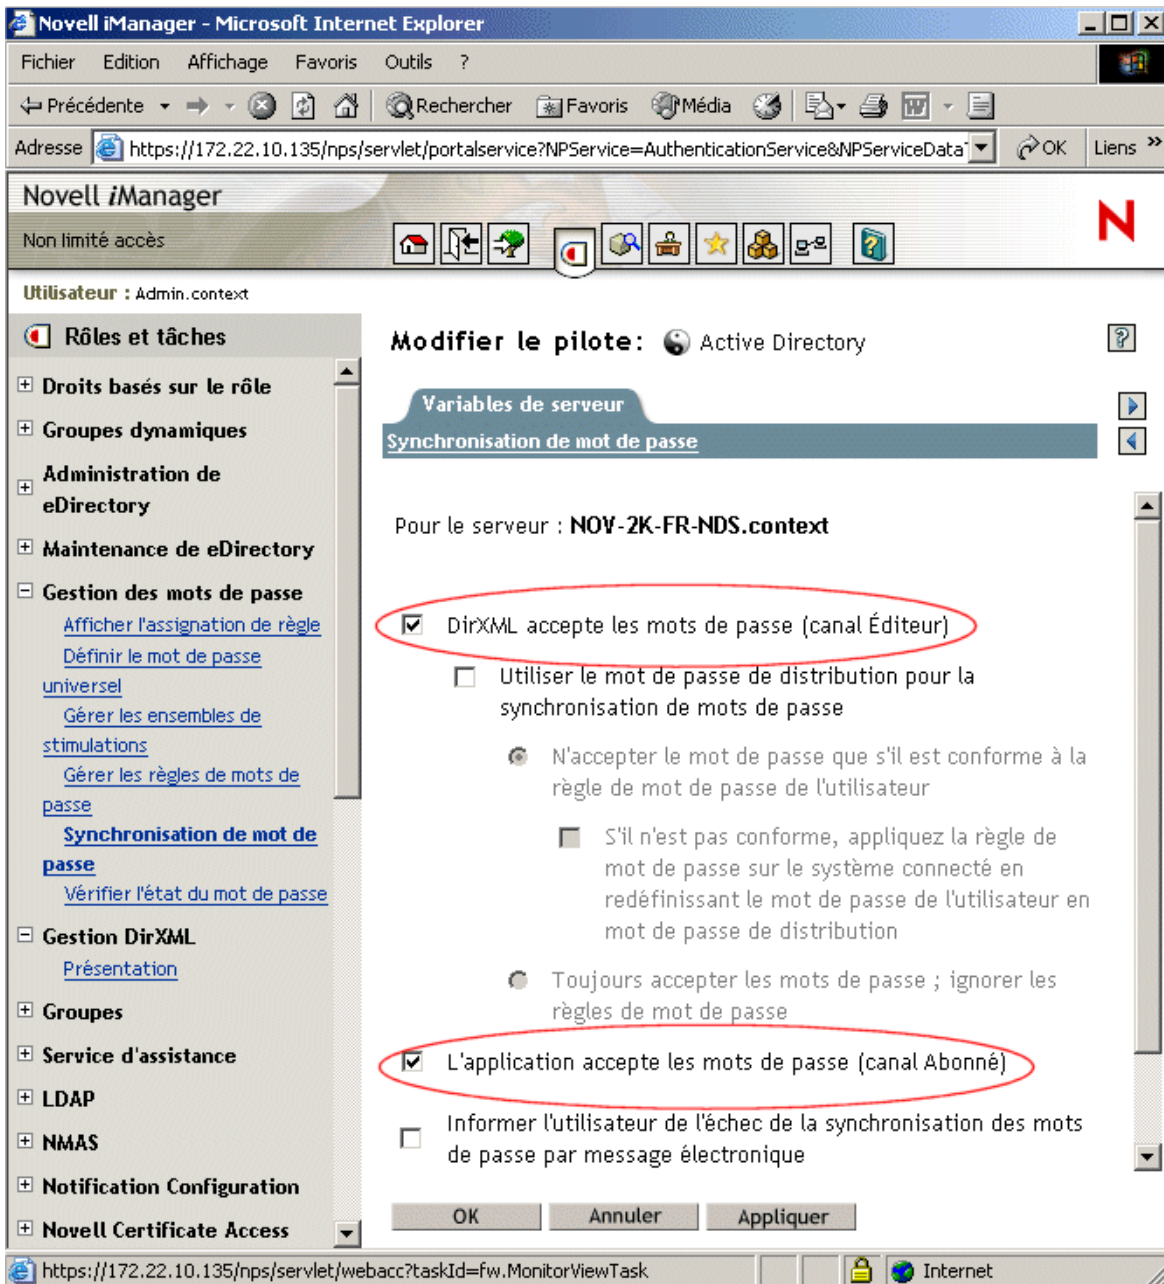 Novell iManager - Microsoft Internet Explorer
Fichier Edition Affichage Favoris Outils ?
Précédente Rechercher Favoris Média
Adresse https://172.22.10.135/nps/servlet/portalservice?NPService=AuthenticationService&NPServiceData OK Liens »
Novell iManager
N
Non limité accès
Utilisateur : Admin.context
Rôles et tâches
Droits basés sur le rôle
Groupes dynamiques
Administration de
eDirectory
Maintenance de eDirectory
Gestion des mots de passe
Afficher l'assignation de règle
Définir le mot de passe
universel
Gérer les ensembles de
stimulations
Gérer les règles de mots de
passe
Synchronisation de mot de
passe
Vérifier l'état du mot de passe
Gestion DirXML
Présentation
Groupes
Service d'assistance
LDAP
NMAS
Notification Configuration
Novell Certificate Access
Modifier le pilote: Active Directory
Variables de serveur
Synchronisation de mot de passe
Pour le serveur : NOV-2K-FR-NDS.context
DirXML accepte les mots de passe (canal Éditeur)
Utiliser le mot de passe de distribution pour la
synchronisation de mots de passe
N'accepter le mot de passe que s'il est conforme à la
règle de mot de passe de l'utilisateur
S'il n'est pas conforme, appliquez la règle de
mot de passe sur le système connecté en
redéfinissant le mot de passe de l'utilisateur en
mot de passe de distribution
Toujours accepter les mots de passe ; ignorer les
règles de mot de passe
L'application accepte les mots de passe (canal Abonné)
Informer l'utilisateur de l'échec de la synchronisation des mots
de passe par message électronique
OK Annuler Appliquer
https://172.22.10.135/nps/servlet/webacc?taskId=fw.MonitorViewTask Internet